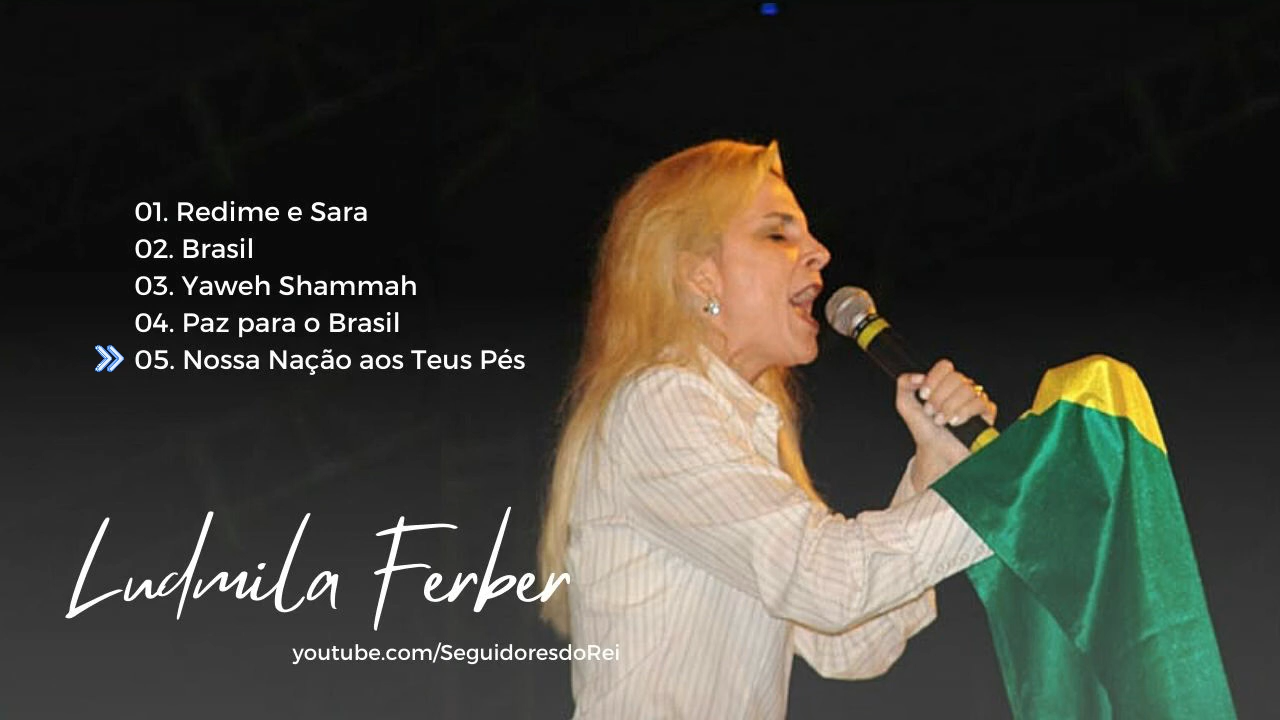 01. Redime e Sara
02. Brasil
03. Yaweh Shammah
04. Paz para o Brasil
05. Nossa Nação aos Teus Pés
Ludmila Ferber
youtube.com/SeguidoresdoRei